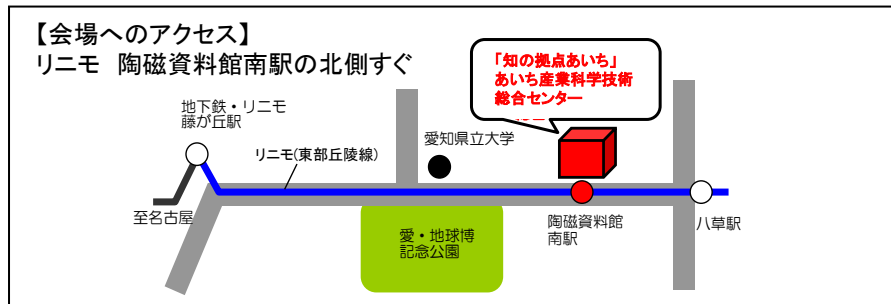 【会場へのアクセス】
リニモ　陶磁資料館南駅の北側すぐ
「知の拠点あいち」
あいち産業科学技術
総合センター
地下鉄・リニモ
藤が丘駅
愛知県立大学
リニモ(東部丘陵線)
至名古屋
愛・地球博
記念公園
陶磁資料館
南駅
八草駅